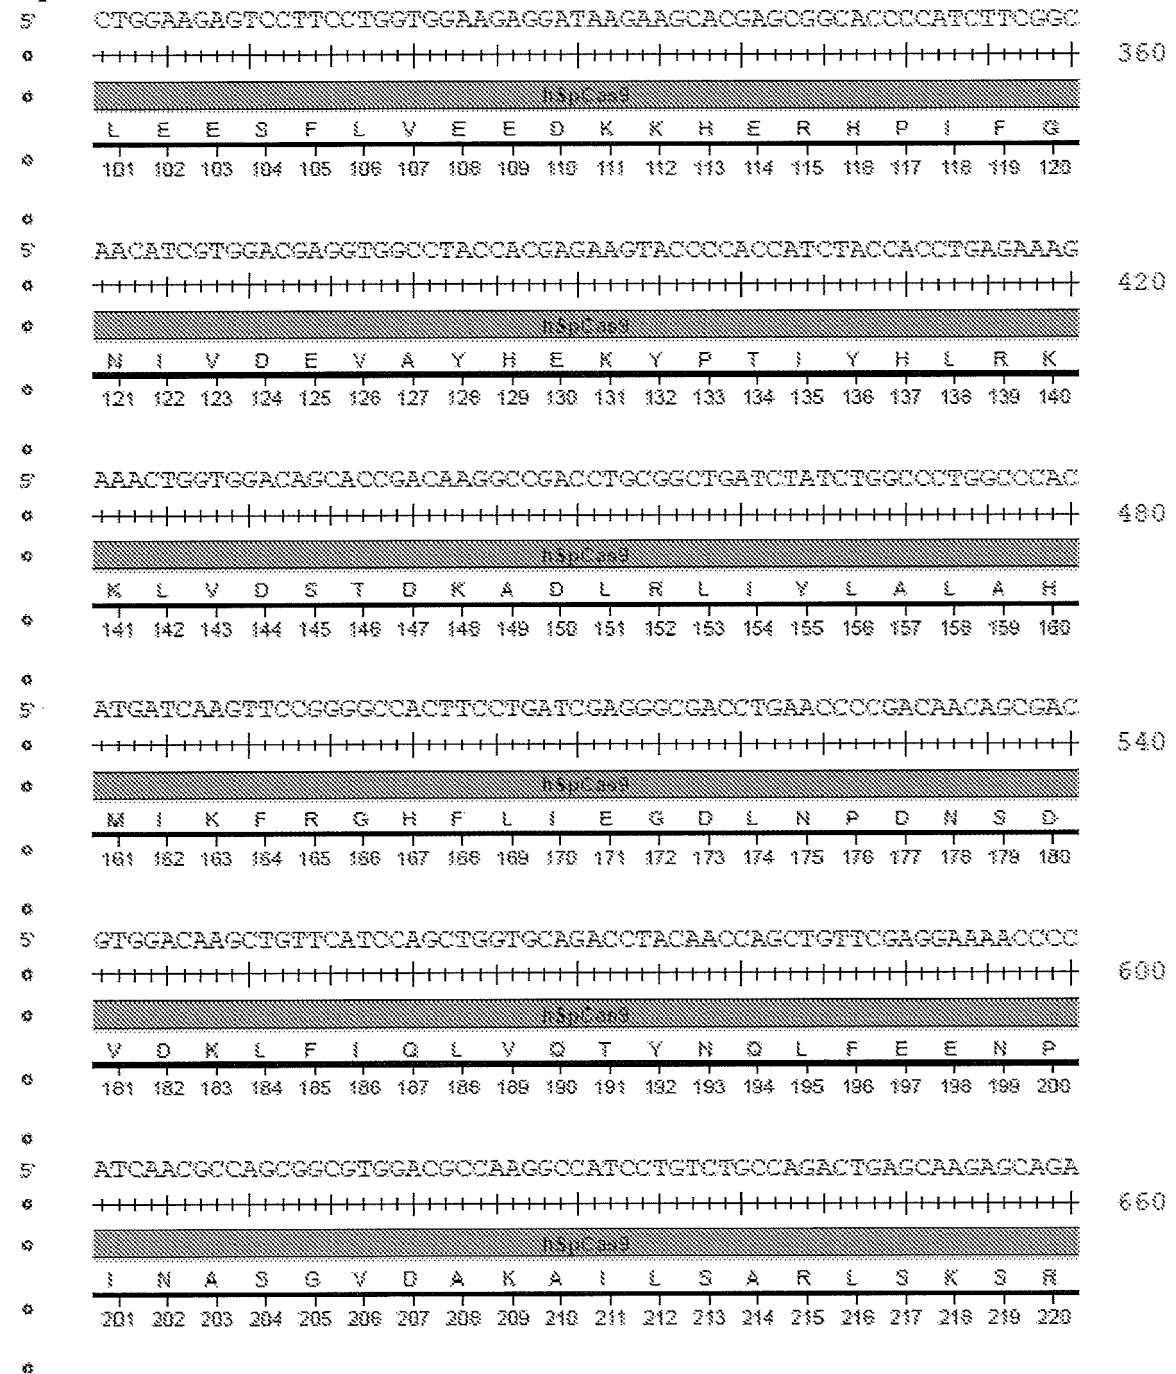 5' CTGGAAGAGTCCTTCCTGGTGGAAGAGGATAAGAAGCACGAGCGGCACCCCATCTTCGGC
360
hSpCas9
L E E S F L V E E D K K H E R H P I F G
101 102 103 104 105 106 107 108 109 110 111 112 113 114 115 116 117 118 119 120
5' AACATCGTGGACGAGGTGGCCTACCACGAGAAGTACCCCACCATCTACCACCTGAGAAAG
420
hSpCas9
N I V D E V A Y H E K Y P T I Y H L R K
121 122 123 124 125 126 127 128 129 130 131 132 133 134 135 136 137 138 139 140
5' AAACTGGTGGACAGCACCGACAAGGCCGACCTGCGGCTGATCTATCTGGCCCTGGCCCAC
480
hSpCas9
K L V D S T D K A D L R L I Y L A L A H
141 142 143 144 145 146 147 148 149 150 151 152 153 154 155 156 157 158 159 160
5' ATGATCAAGTTCCGGGGCCACTTCCTGATCGAGGGCGACCTGAACCCCGACAACAGCGAC
540
hSpCas9
M I K F R G H F L I E G D L N P D N S D
161 162 163 164 165 166 167 168 169 170 171 172 173 174 175 176 177 178 179 180
5' GTGGACAAGCTGTTCATCCAGCTGGTGCAGACCTACAACCAGCTGTTCGAGGAAAACCCC
600
hSpCas9
V D K L F I Q L V Q T Y N Q L F E E N P
181 182 183 184 185 186 187 188 189 190 191 192 193 194 195 196 197 198 199 200
5' ATCAACGCCAGCGGCGTGGACGCCAAGGCCATCCTGTCTGCCAGACTGAGCAAGAGCAGA
660
hSpCas9
I N A S G V D A K A I L S A R L S K S R
201 202 203 204 205 206 207 208 209 210 211 212 213 214 215 216 217 218 219 220